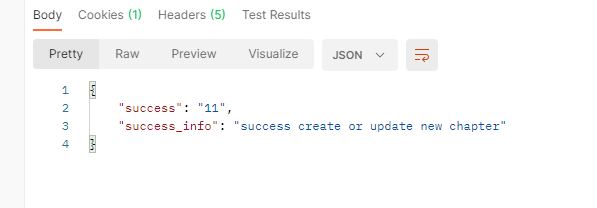 Body Cookies (1) Headers (5) Test Results
Pretty Raw Preview Visualize JSON
1 {
2 "success": "11",
3 "success_info": "success create or update new chapter"
4 }